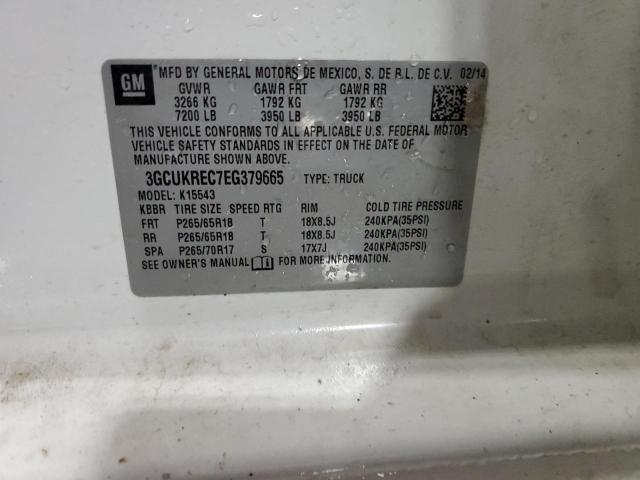 GM
MFD BY GENERAL MOTORS DE MEXICO, S. DE R.L. DE C.V. 02/14
GVWR GAWR FRT GAWR RR
3266 KG 1792 KG 1792 KG
7200 LB 3950 LB 3950 LB
THIS VEHICLE CONFORMS TO ALL APPLICABLE U.S. FEDERAL MOTOR
VEHICLE SAFETY STANDARDS IN EFFECT ON THE DATE OF
MANUFACTURE SHOWN ABOVE.
3GCUKREC7EG379665 TYPE: TRUCK
MODEL: K15543
KBBR TIRE SIZE SPEED RTG RIM COLD TIRE PRESSURE
FRT P265/65R18 T 18X8.5J 240KPA(35PSI)
RR P265/65R18 T 18X8.5J 240KPA(35PSI)
SPA P265/70R17 S 17X7J 240KPA(35PSI)
SEE OWNER'S MANUAL FOR MORE INFORMATION.